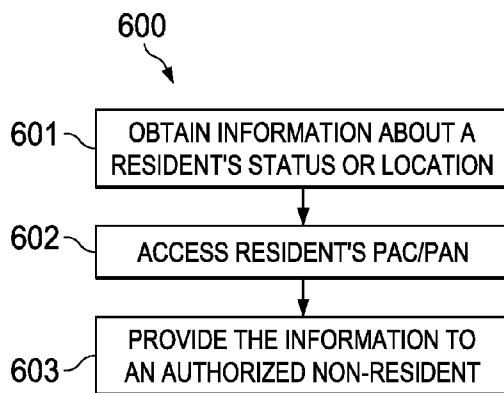 600
601
OBTAIN INFORMATION ABOUT A
RESIDENT'S STATUS OR LOCATION
602
ACCESS RESIDENT'S PAC/PAN
603
PROVIDE THE INFORMATION TO
AN AUTHORIZED NON-RESIDENT